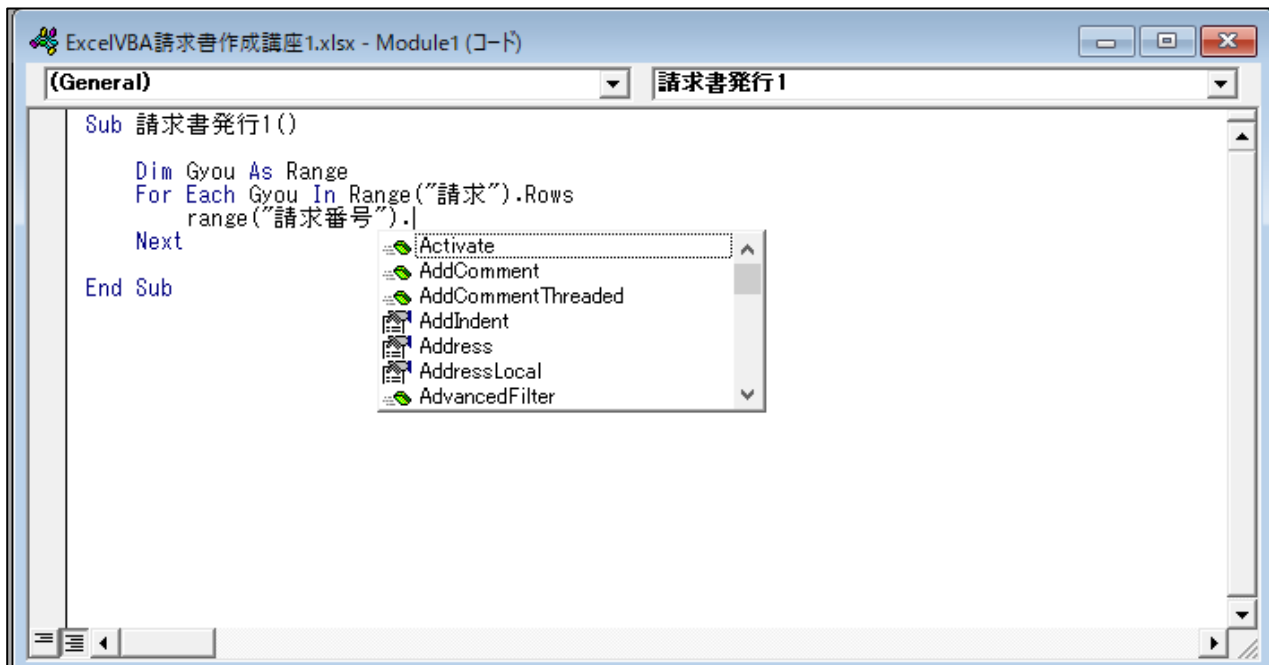 ExcelVBA請求書作成講座1.xlsx - Module1 (コード)
(General) 請求書発行1
Sub 請求書発行1()
Dim Gyou As Range
For Each Gyou In Range("請求").Rows
range("請求番号").
Next
End Sub
Activate
AddComment
AddCommentThreaded
AddIndent
Address
AddressLocal
AdvancedFilter